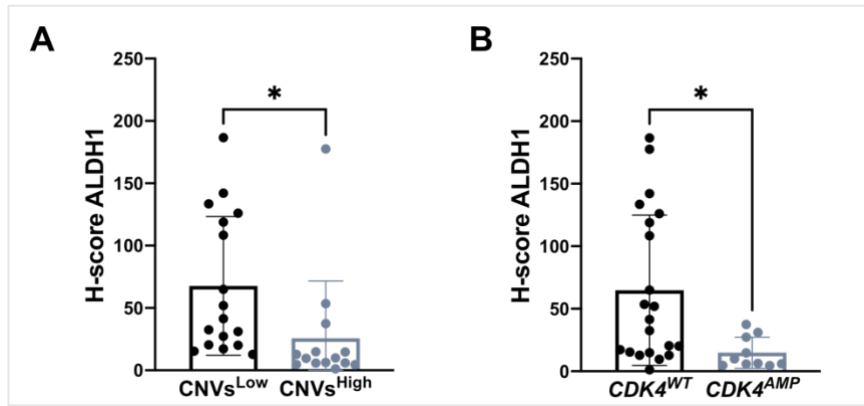 A
H-score ALDH1
250
200
150
100
50
0
*
CNVsLow CNVsHigh
B
H-score ALDH1
250
200
150
100
50
0
*
CDK4WT CDK4AMP